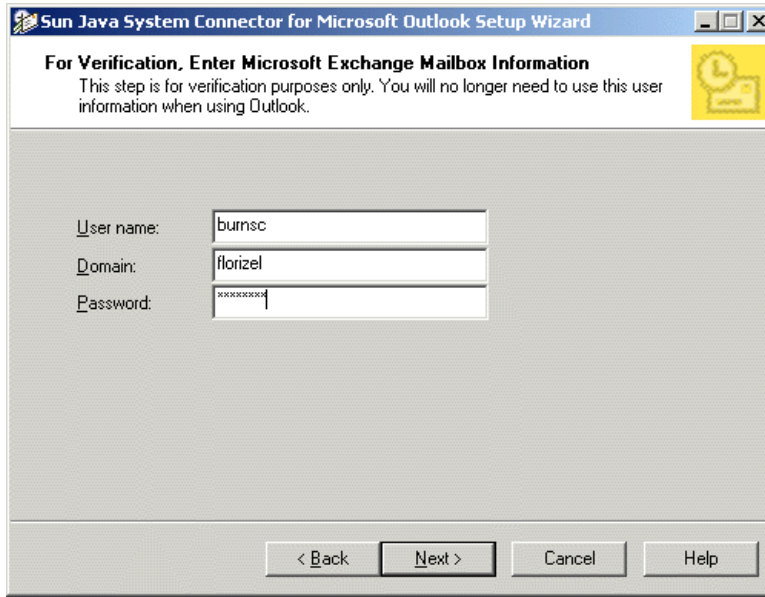 Sun Java System Connector for Microsoft Outlook Setup Wizard
For Verification, Enter Microsoft Exchange Mailbox Information
This step is for verification purposes only. You will no longer need to use this user
information when using Outlook.
User name: burnsc
Domain: florizel
Password: ********
< Back Next > Cancel Help